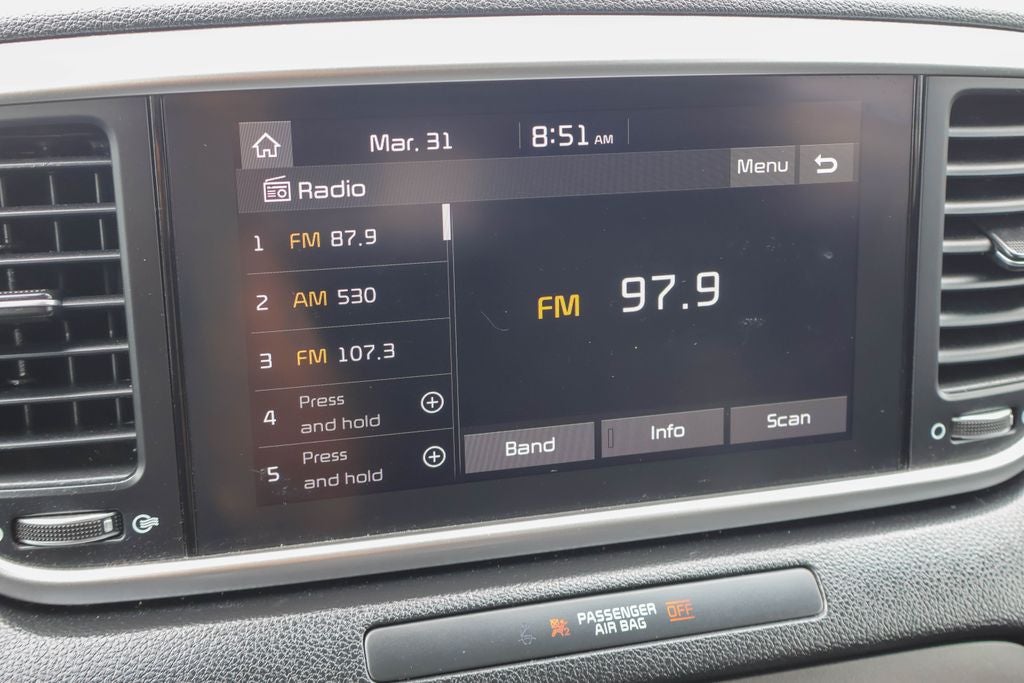 Mar. 31
8:51 AM
Radio
Menu
1 FM 87.9
2 AM 530
3 FM 107.3
4 Press and hold
5 Press and hold
FM 97.9
Band
Info
Scan
2
PASSENGER
AIR BAG
OFF